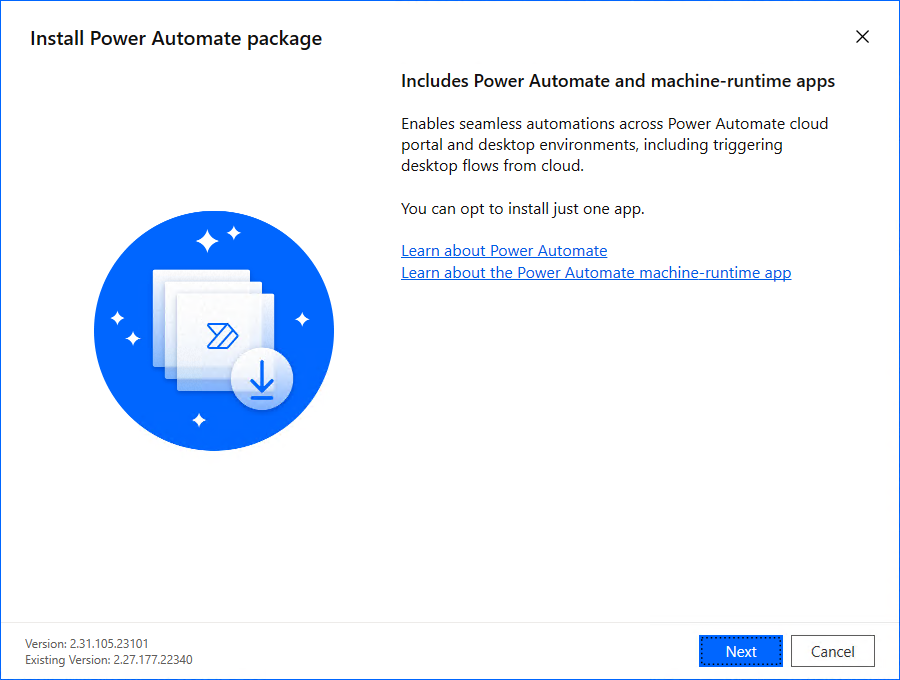 Install Power Automate package
Includes Power Automate and machine-runtime apps
Enables seamless automations across Power Automate cloud
portal and desktop environments, including triggering
desktop flows from cloud.
You can opt to install just one app.
Learn about Power Automate
Learn about the Power Automate machine-runtime app
Version: 2.31.105.23101
Existing Version: 2.27.177.22340
Next
Cancel